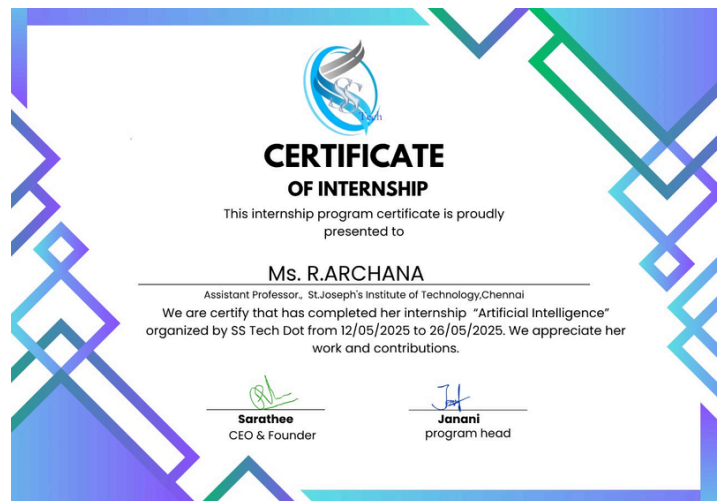 SS
Tech
CERTIFICATE
OF INTERNSHIP
This internship program certificate is proudly
presented to
Ms. R.ARCHANA
Assistant Professor., St.Joseph's Institute of Technology,Chennai
We are certify that has completed her internship “Artificial Intelligence”
organized by SS Tech Dot from 12/05/2025 to 26/05/2025. We appreciate her
work and contributions.
Sarathee
CEO & Founder
Janani
program head